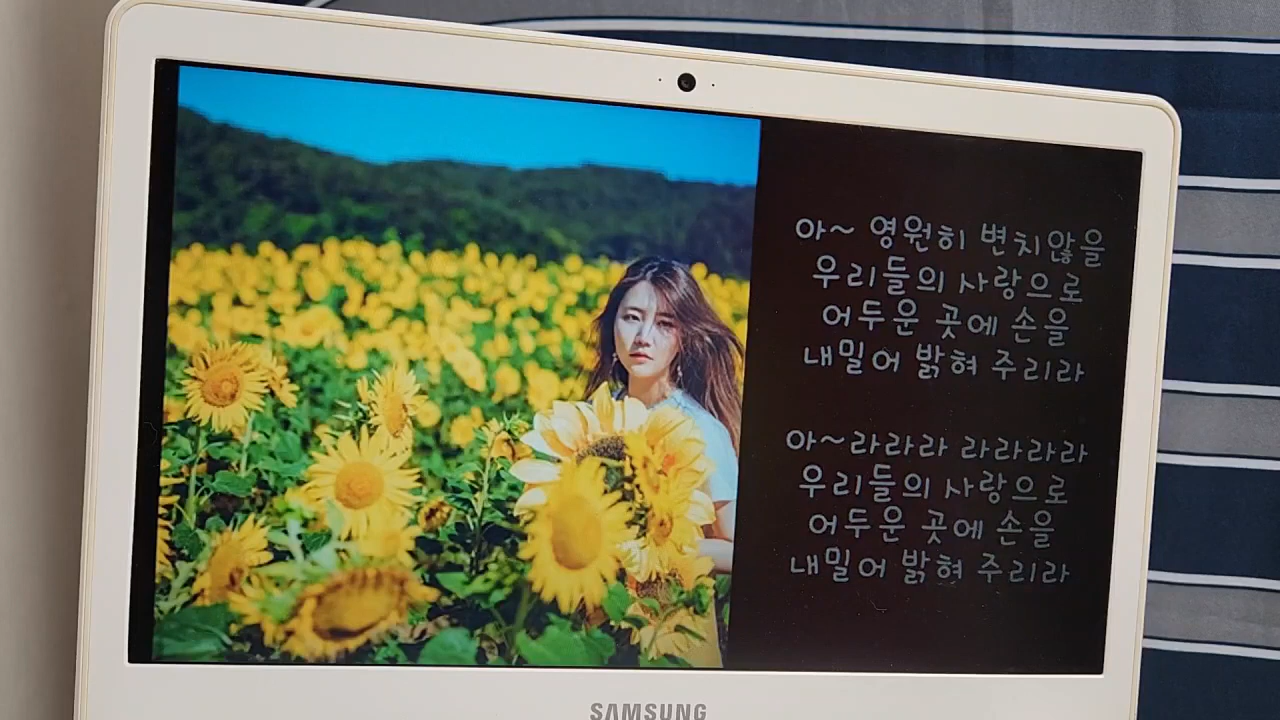 아~ 영원히 변치않을
우리들의 사랑으로
어두운 곳에 손을
내밀어 밝혀 주리라
아~라라라 라라라라
우리들의 사랑으로
어두운 곳에 손을
내밀어 밝혀 주리라
SAMSUNG